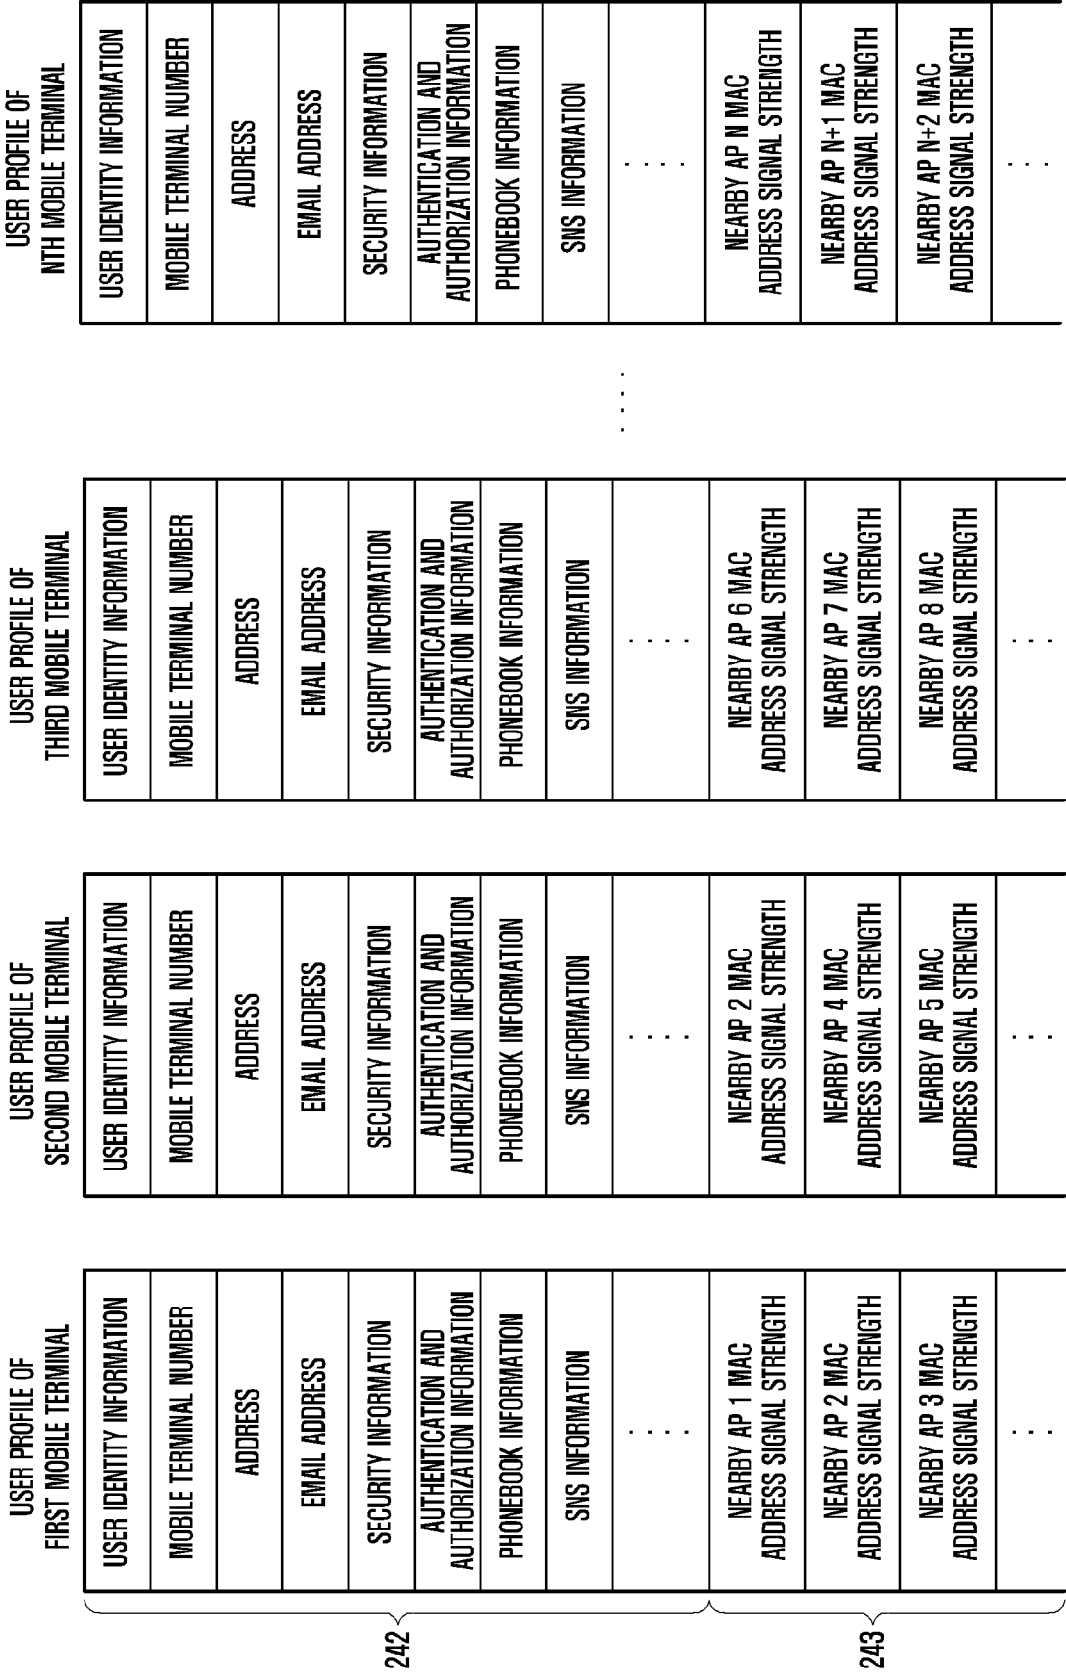 USER PROFILE OF
FIRST MOBILE TERMINAL
USER IDENTITY INFORMATION
MOBILE TERMINAL NUMBER
ADDRESS
EMAIL ADDRESS
SECURITY INFORMATION
AUTHENTICATION AND
AUTHORIZATION INFORMATION
PHONEBOOK INFORMATION
SNS INFORMATION
. . . .
NEARBY AP 1 MAC
ADDRESS SIGNAL STRENGTH
NEARBY AP 2 MAC
ADDRESS SIGNAL STRENGTH
NEARBY AP 3 MAC
ADDRESS SIGNAL STRENGTH
. . .
242
243
USER PROFILE OF
SECOND MOBILE TERMINAL
USER IDENTITY INFORMATION
MOBILE TERMINAL NUMBER
ADDRESS
EMAIL ADDRESS
SECURITY INFORMATION
AUTHENTICATION AND
AUTHORIZATION INFORMATION
PHONEBOOK INFORMATION
SNS INFORMATION
. . . .
NEARBY AP 2 MAC
ADDRESS SIGNAL STRENGTH
NEARBY AP 4 MAC
ADDRESS SIGNAL STRENGTH
NEARBY AP 5 MAC
ADDRESS SIGNAL STRENGTH
. . .
USER PROFILE OF
THIRD MOBILE TERMINAL
USER IDENTITY INFORMATION
MOBILE TERMINAL NUMBER
ADDRESS
EMAIL ADDRESS
SECURITY INFORMATION
AUTHENTICATION AND
AUTHORIZATION INFORMATION
PHONEBOOK INFORMATION
SNS INFORMATION
. . . .
NEARBY AP 6 MAC
ADDRESS SIGNAL STRENGTH
NEARBY AP 7 MAC
ADDRESS SIGNAL STRENGTH
NEARBY AP 8 MAC
ADDRESS SIGNAL STRENGTH
. . .
. . . .
USER PROFILE OF
NTH MOBILE TERMINAL
USER IDENTITY INFORMATION
MOBILE TERMINAL NUMBER
ADDRESS
EMAIL ADDRESS
SECURITY INFORMATION
AUTHENTICATION AND
AUTHORIZATION INFORMATION
PHONEBOOK INFORMATION
SNS INFORMATION
. . . .
NEARBY AP N MAC
ADDRESS SIGNAL STRENGTH
NEARBY AP N+1 MAC
ADDRESS SIGNAL STRENGTH
NEARBY AP N+2 MAC
ADDRESS SIGNAL STRENGTH
. . .